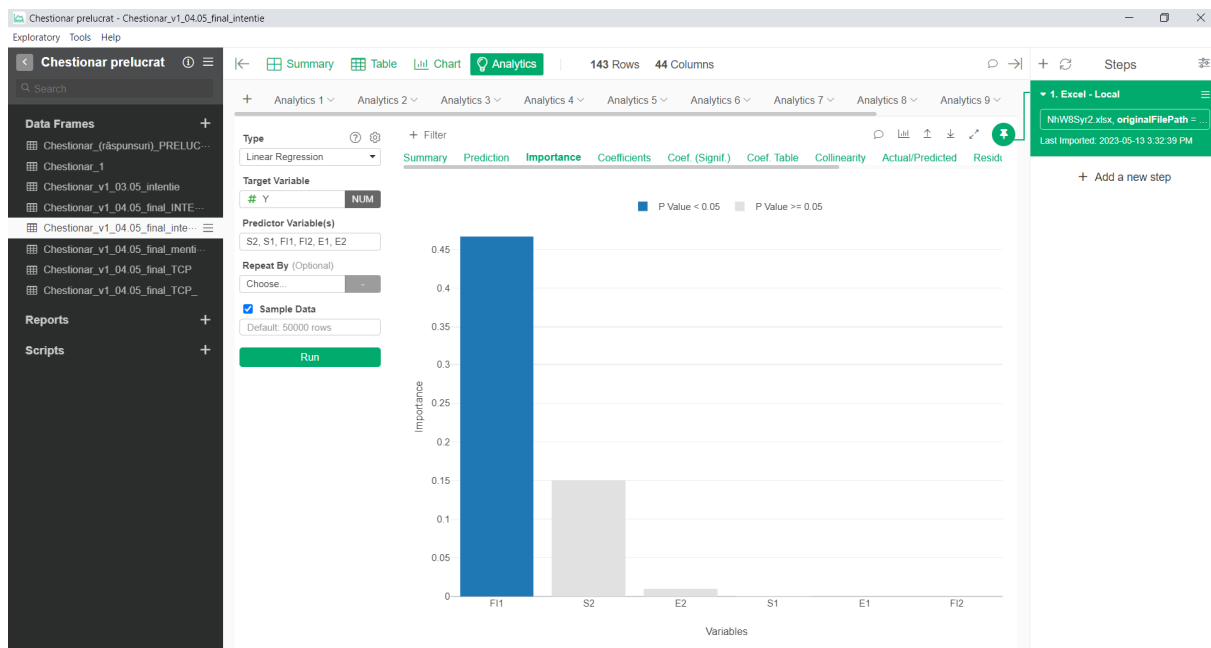 Chestionar prelucrat - Chestionar_v1_04.05_final_intentie
Exploratory Tools Help
Chestionar prelucrat
Search
Data Frames
Chestionar_(răspunsuri)_PRELUC···
Chestionar_1
Chestionar_v1_03.05_intentie
Chestionar_v1_04.05_final_INTE···
Chestionar_v1_04.05_final_inte···
Chestionar_v1_04.05_final_menti···
Chestionar_v1_04.05_final_TCP
Chestionar_v1_04.05_final_TCP_
Reports
Scripts
Summary Table Chart Analytics 143 Rows 44 Columns
Analytics 1 Analytics 2 Analytics 3 Analytics 4 Analytics 5 Analytics 6 Analytics 7 Analytics 8 Analytics 9
Type
Linear Regression
Target Variable
# Y NUM
Predictor Variable(s)
S2, S1, FI1, FI2, E1, E2
Repeat By (Optional)
Choose... -
Sample Data
Default: 50000 rows
Run
+ Filter
Summary Prediction Importance Coefficients Coef. (Signif.) Coef. Table Collinearity Actual/Predicted Residu
P Value < 0.05 P Value >= 0.05
Importance
0.45
0.4
0.35
0.3
0.25
0.2
0.15
0.1
0.05
0
FI1 S2 E2 S1 E1 FI2
Variables
Steps
1. Excel - Local
NhW8Syr2.xlsx, originalFilePath = ...
Last Imported: 2023-05-13 3:32:39 PM
+ Add a new step